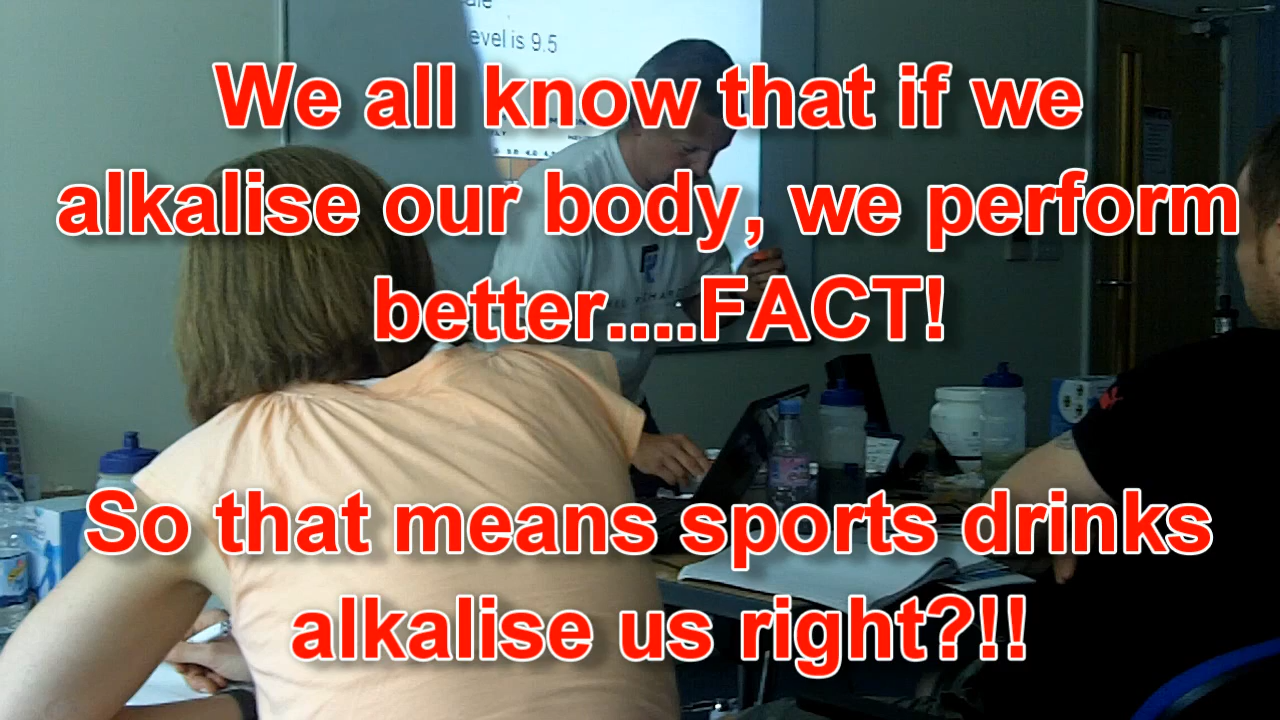 level is 9.5
We all know that if we
alkalise our body, we perform
better....FACT!
So that means sports drinks
alkalise us right?!!